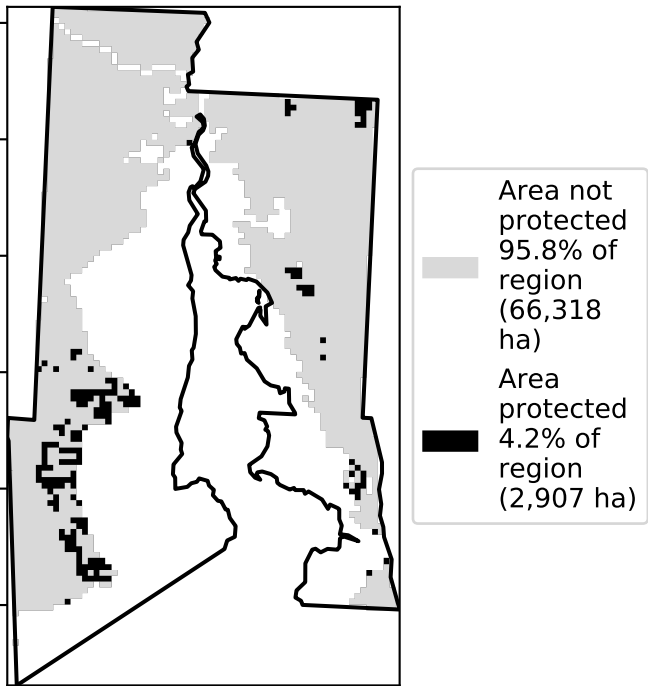 Area not
protected
95.8% of
region
(66,318
ha)
Area
protected
4.2% of
region
(2,907 ha)